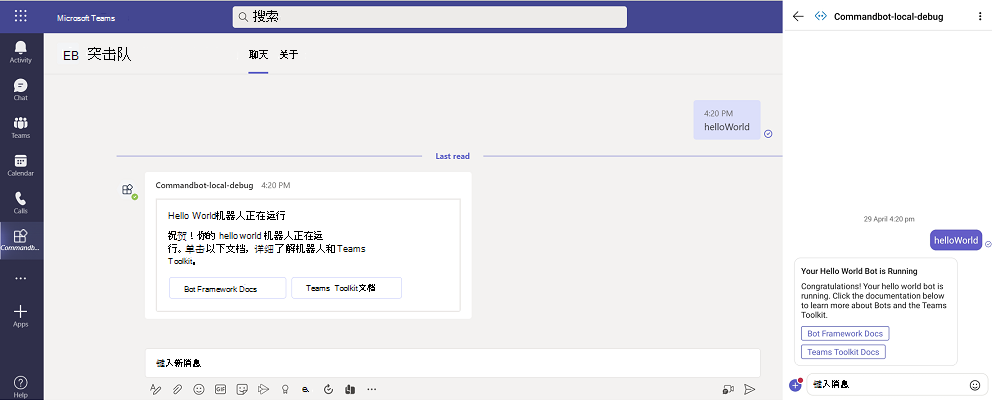 Microsoft Teams
搜索
Activity
Chat
Teams
Calendar
Calls
Commandb...
Apps
Help
EB 突击队
聊天 关于
4:20 PM
helloWorld
Last read
Commandbot-local-debug 4:20 PM
Hello World机器人正在运行
祝贺！你的 hello world 机器人正在运
行。单击以下文档，详细了解机器人和 Teams
Toolkit。
Bot Framework Docs
Teams Toolkit文档
键入新消息
GIF
Commandbot-local-debug
29 April 4:20 pm
helloWorld
Your Hello World Bot is Running
Congratulations! Your hello world bot is
running. Click the documentation below
to learn more about Bots and the Teams
Toolkit.
Bot Framework Docs
Teams Toolkit Docs
键入消息